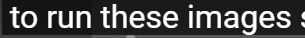 to run these images